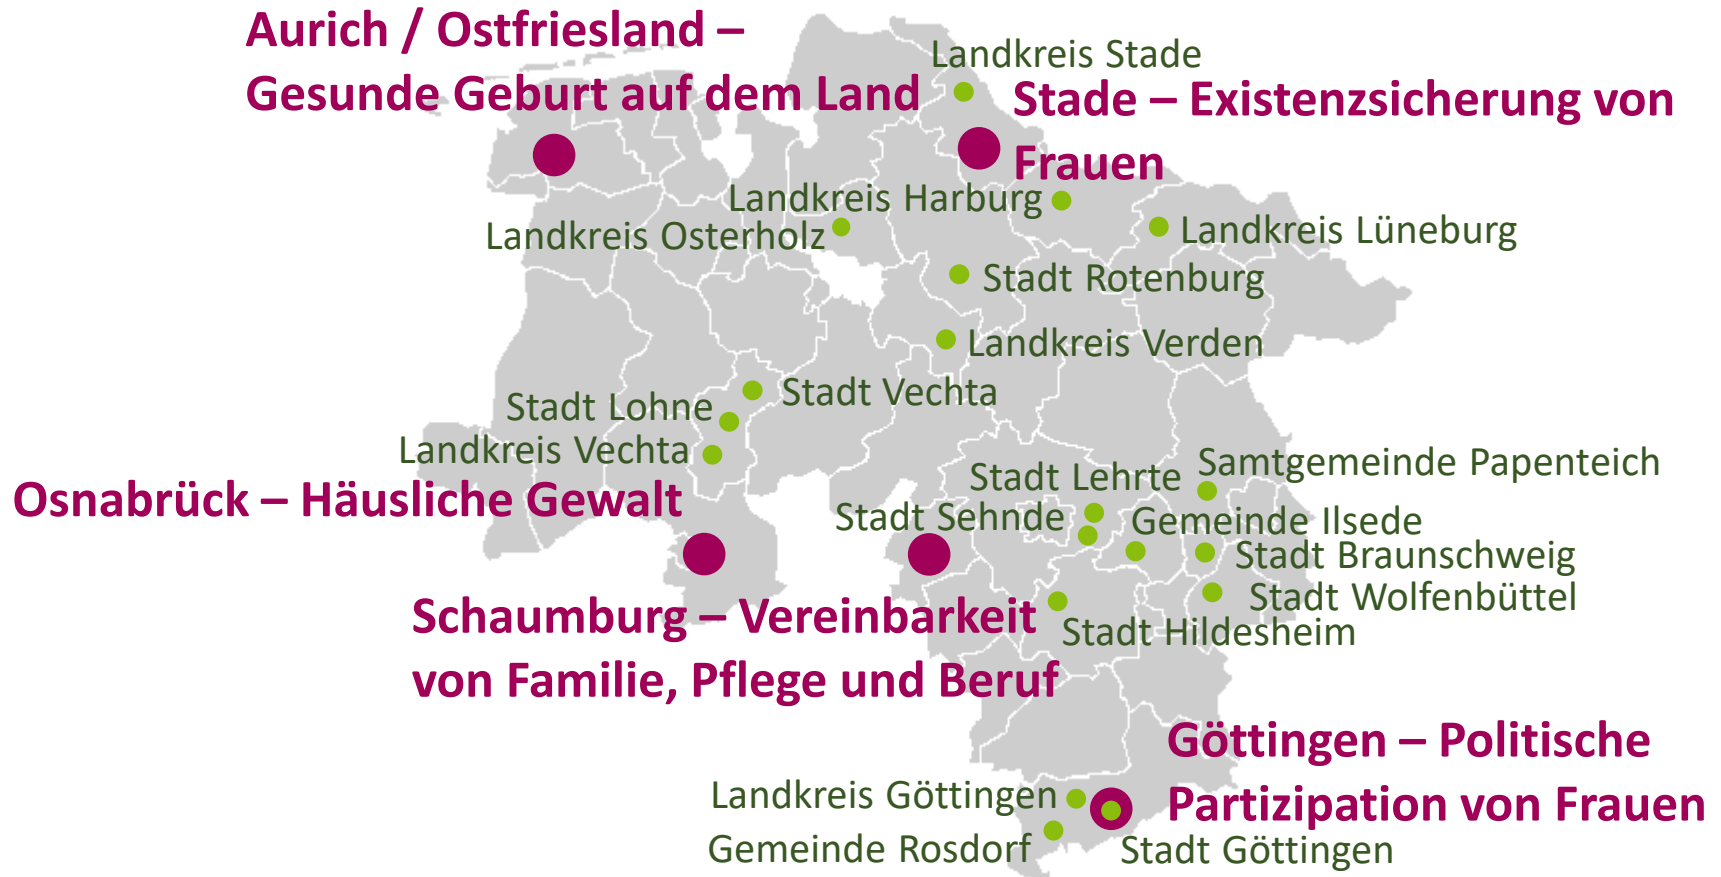 Aurich / Ostfriesland –
Gesunde Geburt auf dem Land
Landkreis Stade
Stade – Existenzsicherung von
Frauen
Landkreis Harburg
Landkreis Osterholz
Landkreis Lüneburg
Stadt Rotenburg
Landkreis Verden
Stadt Vechta
Stadt Lohne
Landkreis Vechta
Osnabrück – Häusliche Gewalt
Samtgemeinde Papenteich
Stadt Lehrte
Stadt Sehnde
Gemeinde Ilsede
Stadt Braunschweig
Stadt Wolfenbüttel
Schaumburg – Vereinbarkeit
von Familie, Pflege und Beruf
Stadt Hildesheim
Göttingen – Politische
Partizipation von Frauen
Landkreis Göttingen
Gemeinde Rosdorf
Stadt Göttingen